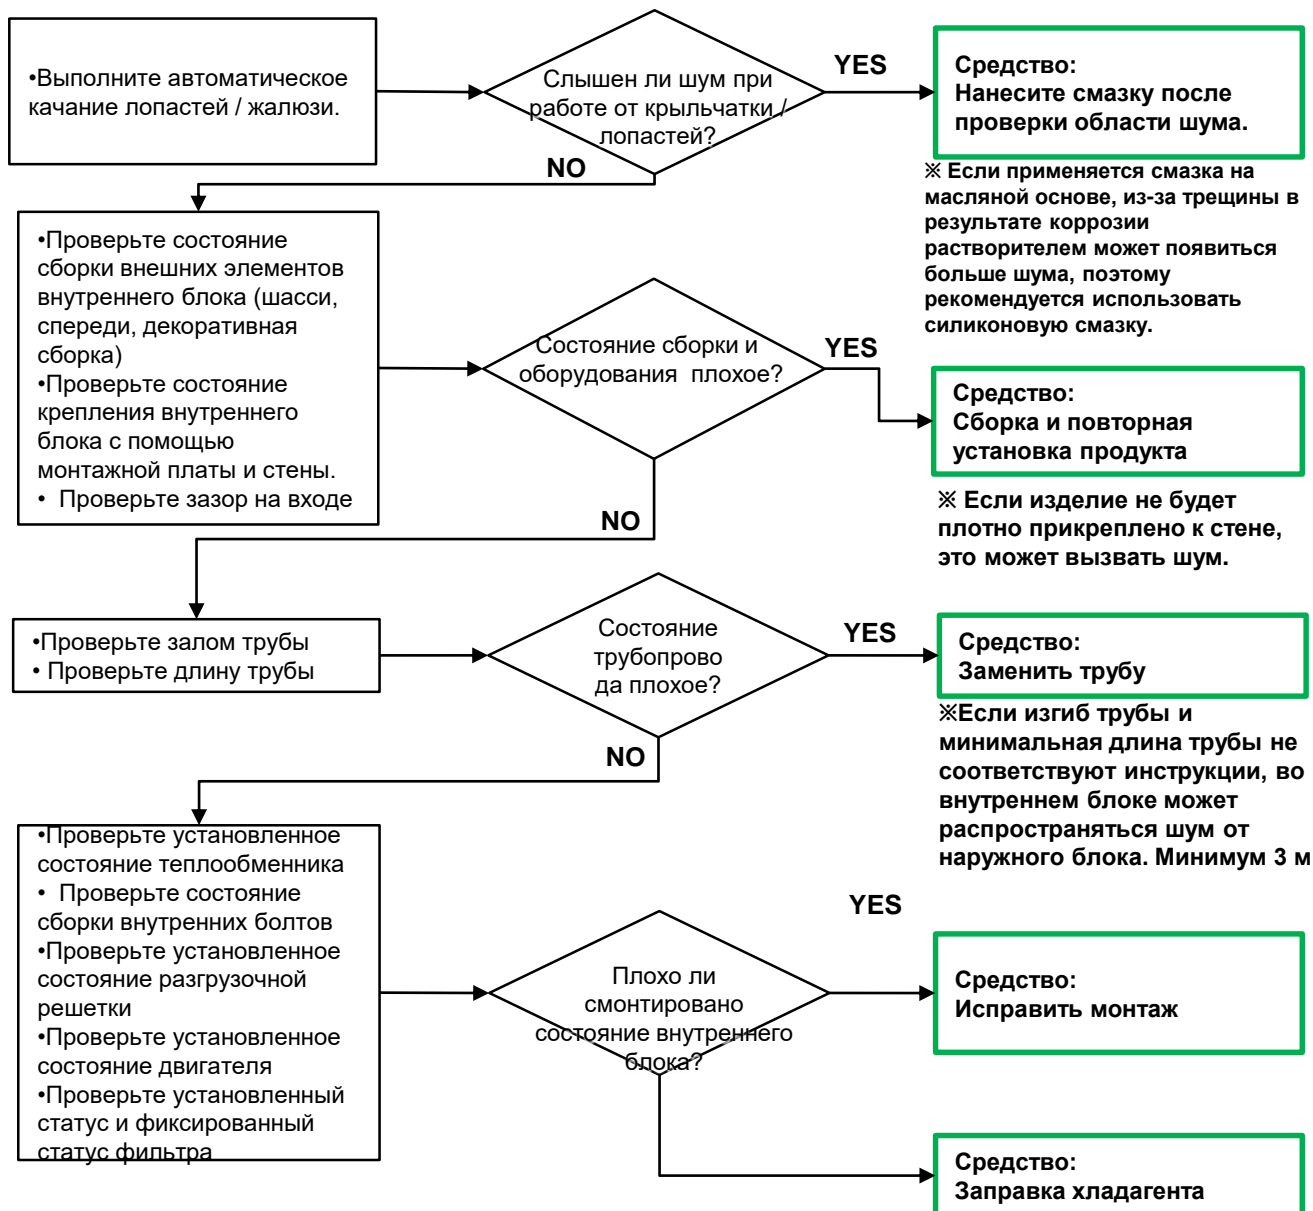 •Выполните автоматическое
качание лопастей / жалюзи.
Слышен ли шум при
работе от крыльчатки /
лопастей?
YES
Средство:
Нанесите смазку после
проверки области шума.
NO
※ Если применяется смазка на
масляной основе, из-за трещины в
результате коррозии
растворителем может появиться
больше шума, поэтому
рекомендуется использовать
силиконовую смазку.
•Проверьте состояние
сборки внешних элементов
внутреннего блока (шасси,
спереди, декоративная
сборка)
•Проверьте состояние
крепления внутреннего
блока с помощью
монтажной платы и стены.
• Проверьте зазор на входе
Состояние сборки и
оборудования плохое?
YES
Средство:
Сборка и повторная
установка продукта
NO
※ Если изделие не будет
плотно прикреплено к стене,
это может вызвать шум.
•Проверьте залом трубы
• Проверьте длину трубы
Состояние
трубопрово
да плохое?
YES
Средство:
Заменить трубу
NO
※Если изгиб трубы и
минимальная длина трубы не
соответствуют инструкции, во
внутреннем блоке может
распространяться шум от
наружного блока. Минимум 3 м
•Проверьте установленное
состояние теплообменника
• Проверьте состояние
сборки внутренних болтов
•Проверьте установленное
состояние разгрузочной
решетки
•Проверьте установленное
состояние двигателя
•Проверьте установленный
статус и фиксированный
статус фильтра
Плохо ли
смонтировано
состояние внутреннего
блока?
YES
Средство:
Исправить монтаж
Средство:
Заправка хладагента